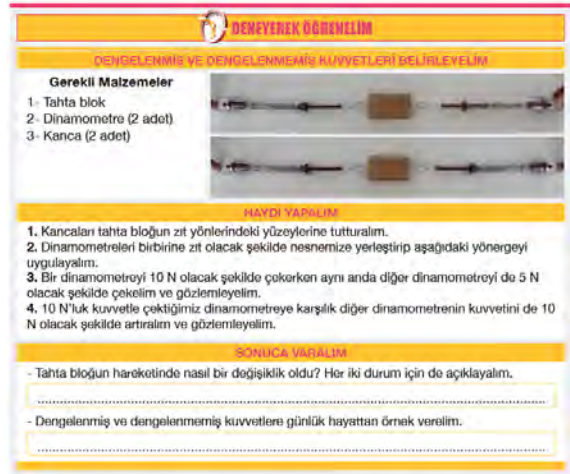 DENEYEREK ÖĞRENELİM
DENGELENMİŞ VE DENGELENMEMİŞ KUVVETLERİ BELİRLEYELİM
Gerekli Malzemeler
1- Tahta blok
2- Dinamometre (2 adet)
3- Kanca (2 adet)
HAYDİ YAPALIM
1. Kancaları tahta bloğun zıt yönlerindeki yüzeylerine tutturalım.
2. Dinamometreleri birbirine zıt olacak şekilde nesnemize yerleştirip aşağıdaki yönergeyi
uygulayalım.
3. Bir dinamometreyi 10 N olacak şekilde çekerken aynı anda diğer dinamometreyi de 5 N
olacak şekilde çekelim ve gözlemleyelim.
4. 10 N'luk kuvvetle çektiğimiz dinamometreye karşılık diğer dinamometrenin kuvvetini de 10
N olacak şekilde artıralım ve gözlemleyelim.
SONUCA VARALIM
- Tahta bloğun hareketinde nasıl bir değişiklik oldu? Her iki durum için de açıklayalım.
- Dengelenmiş ve dengelenmemiş kuvvetlere günlük hayattan örnek verelim.